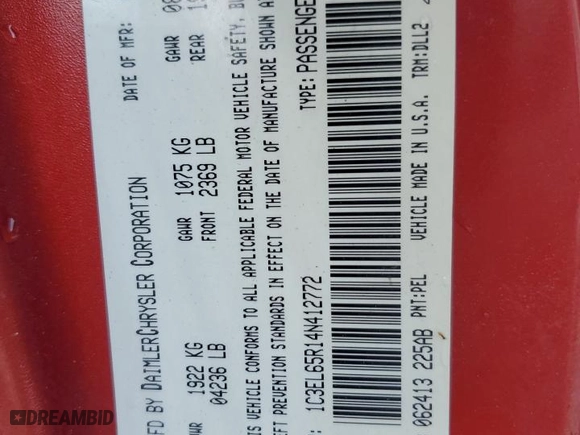 FD BY DAIMLERCHRYSLER CORPORATION
DATE OF MFR:
GVWR
1922 KG
04236 LB
GAWR
FRONT
1075 KG
2369 LB
GAWR
REAR
IS VEHICLE CONFORMS TO ALL APPLICABLE FEDERAL MOTOR VEHICLE SAFETY, BU
EFT PREVENTION STANDARDS IN EFFECT ON THE DATE OF MANUFACTURE SHOWN A
1C3EL65R14N412772
TYPE: PASSENGE
062413 225AB
PNT:PEL
VEHICLE MADE IN U.S.A.
TRM:DLL2
DREAMBID